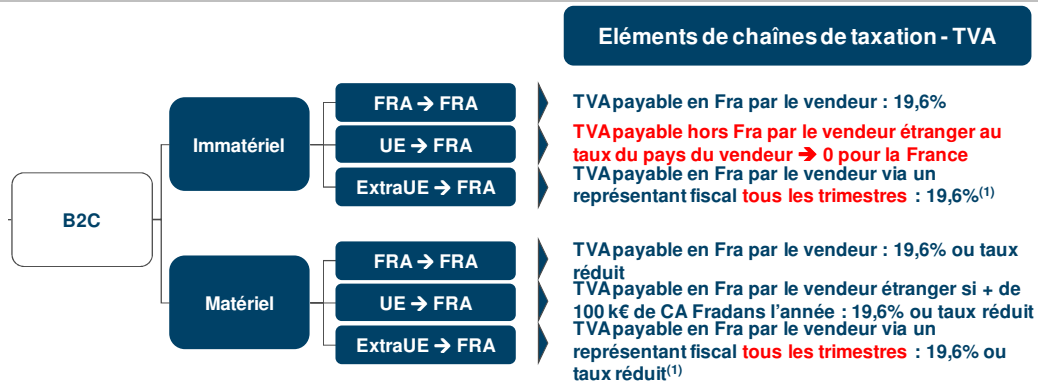 Eléments de chaînes de taxation - TVA
FRA → FRA
TVA payable en Fra par le vendeur : 19,6%
Immatériel
UE → FRA
TVA payable hors Fra par le vendeur étranger au
taux du pays du vendeur → 0 pour la France
ExtraUE → FRA
TVA payable en Fra par le vendeur via un
représentant fiscal tous les trimestres : 19,6%(1)
B2C
FRA → FRA
TVA payable en Fra par le vendeur : 19,6% ou taux
réduit
Matériel
UE → FRA
TVA payable en Fra par le vendeur étranger si + de
100 k€ de CA Fradans l'année : 19,6% ou taux réduit
ExtraUE → FRA
TVA payable en Fra par le vendeur via un
représentant fiscal tous les trimestres : 19,6% ou
taux réduit(1)